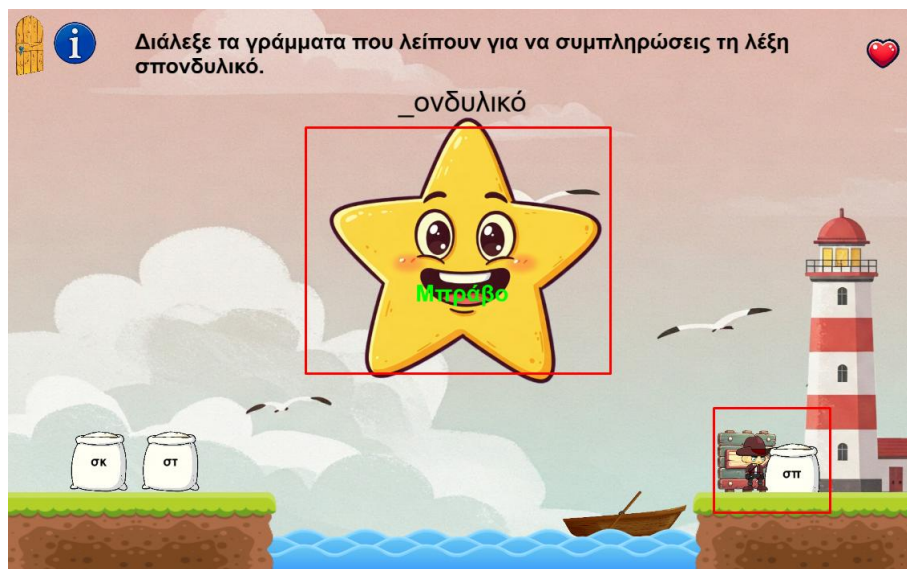 i
Διάλεξε τα γράμματα που λείπουν για να συμπληρώσεις τη λέξη
σπονδυλικό.
_ονδυλικό
Μπράβο
σκ
στ
σπ